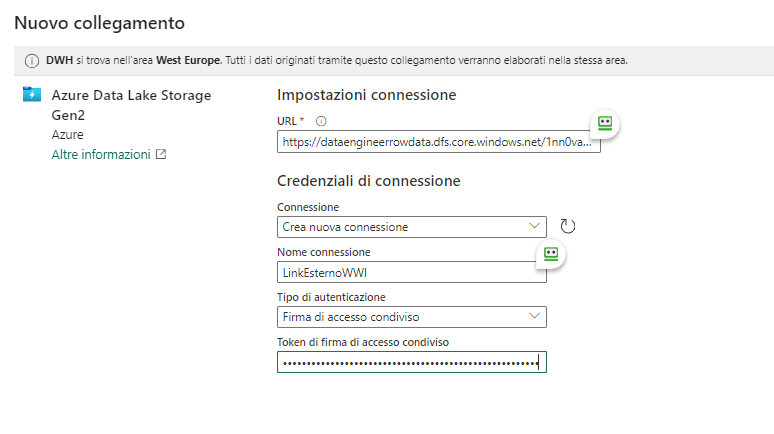 Nuovo collegamento
DWH si trova nell'area West Europe. Tutti i dati originati tramite questo collegamento verranno elaborati nella stessa area.
Azure Data Lake Storage
Gen2
Azure
Altre informazioni
Impostazioni connessione
URL *
https://dataengineerrowdata.dfs.core.windows.net/1nn0va...
Credenziali di connessione
Connessione
Crea nuova connessione
Nome connessione
LinkEsternoWWI
Tipo di autenticazione
Firma di accesso condiviso
Token di firma di accesso condiviso